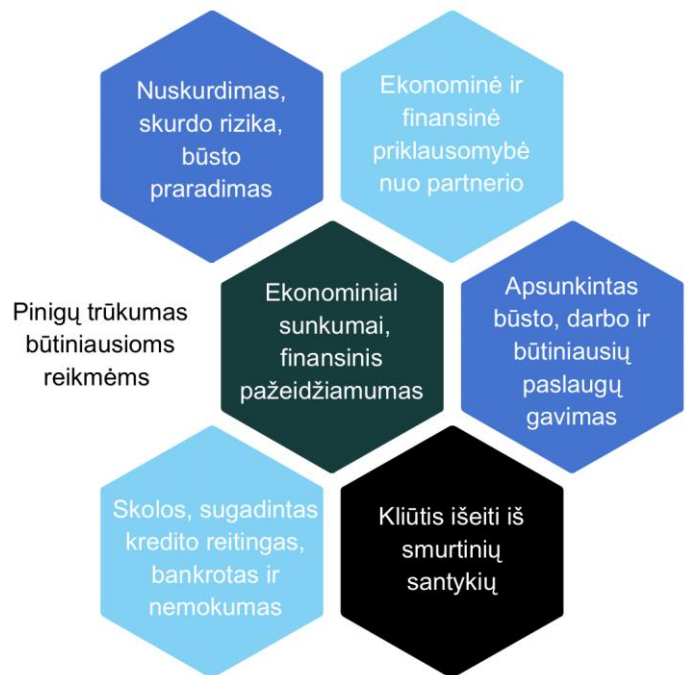 Nuskurdimas,
skurdo rizika,
būsto
praradimas
Ekonominė ir
finansinė
priklausomybė
nuo partnerio
Pinigų trūkumas
būtiniausioms
reikmėms
Ekonominiai
sunkumai,
finansinis
pažeidžiamumas
Apsunkintas
būsto, darbo ir
būtiniausių
paslaugų
gavimas
Skolos, sugadintas
kredito reitingas,
bankrotas ir
nemokumas
Kliūtis išeiti iš
smurtinių
santykių